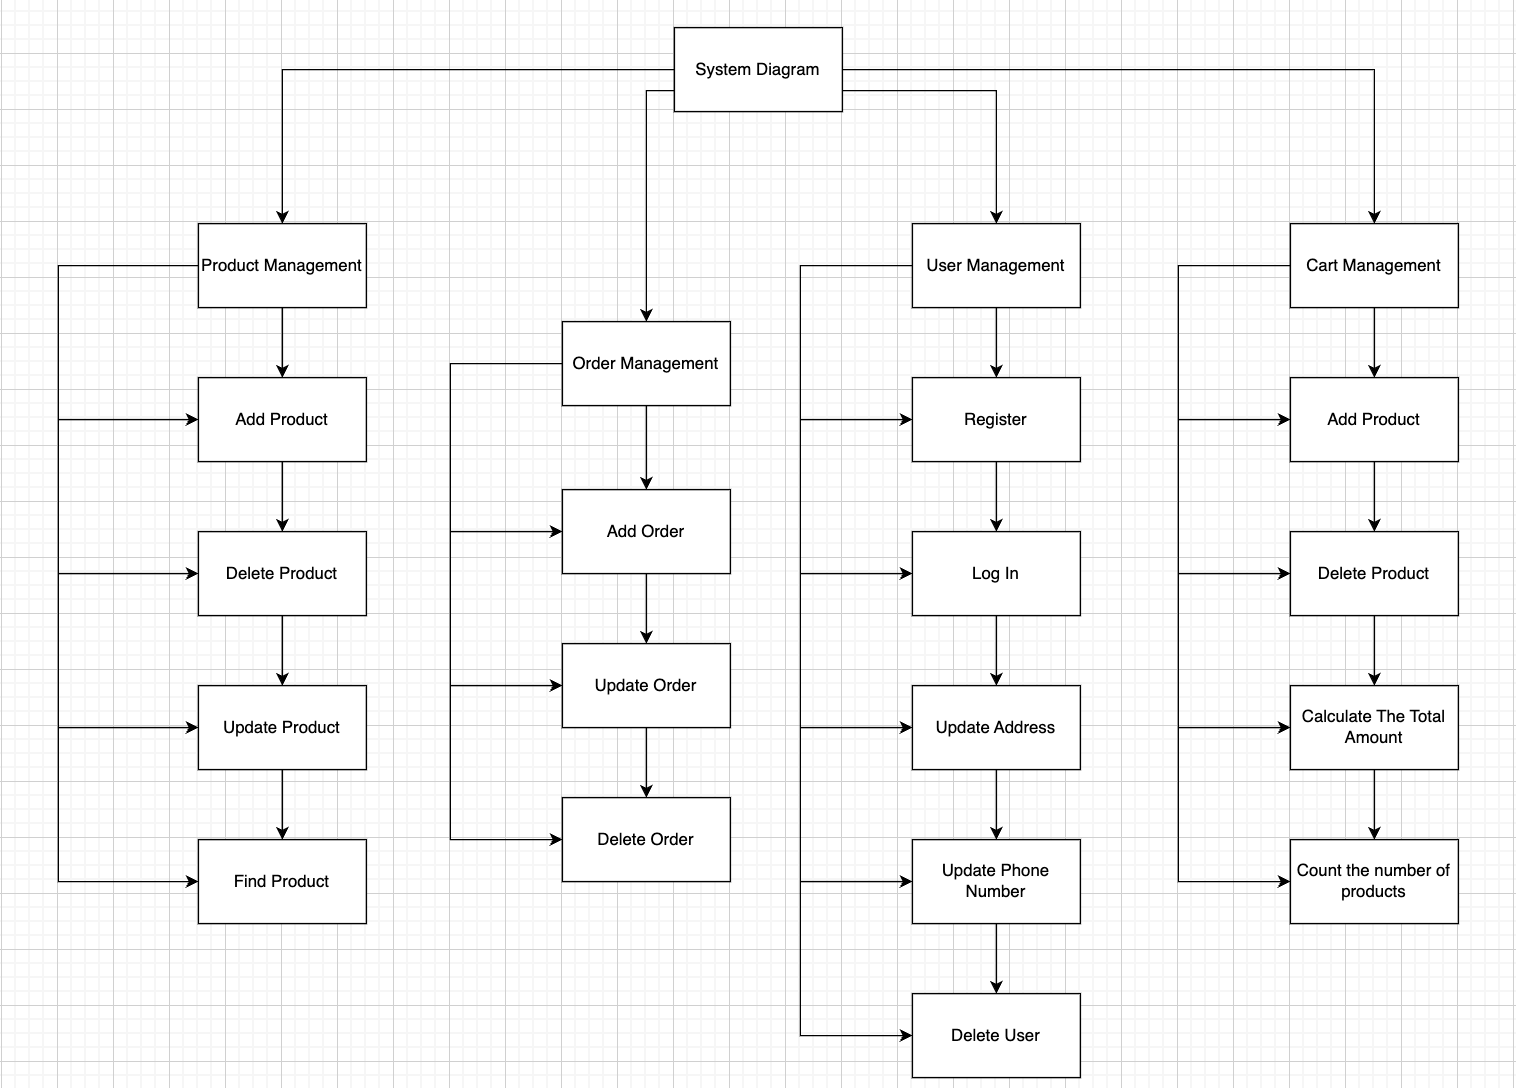 System Diagram
Product Management
Add Product
Delete Product
Update Product
Find Product
Order Management
Add Order
Update Order
Delete Order
User Management
Register
Log In
Update Address
Update Phone
Number
Delete User
Cart Management
Add Product
Delete Product
Calculate The Total
Amount
Count the number of
products